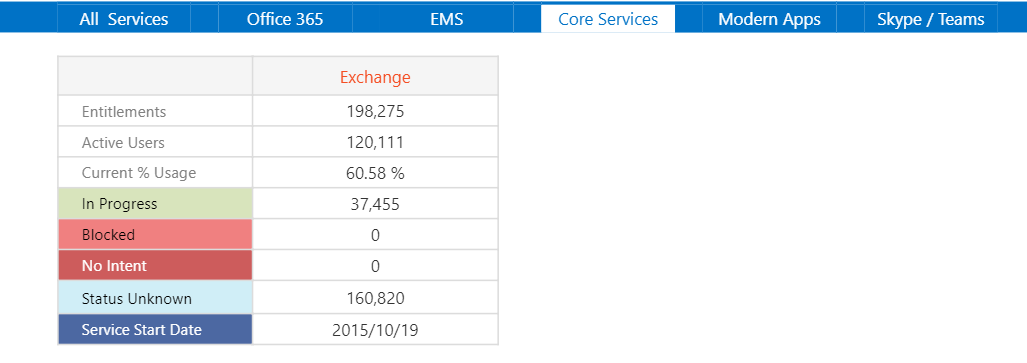 All Services Office 365 EMS Core Services Modern Apps Skype / Teams
Exchange
Entitlements 198,275
Active Users 120,111
Current % Usage 60.58 %
In Progress 37,455
Blocked 0
No Intent 0
Status Unknown 160,820
Service Start Date 2015/10/19